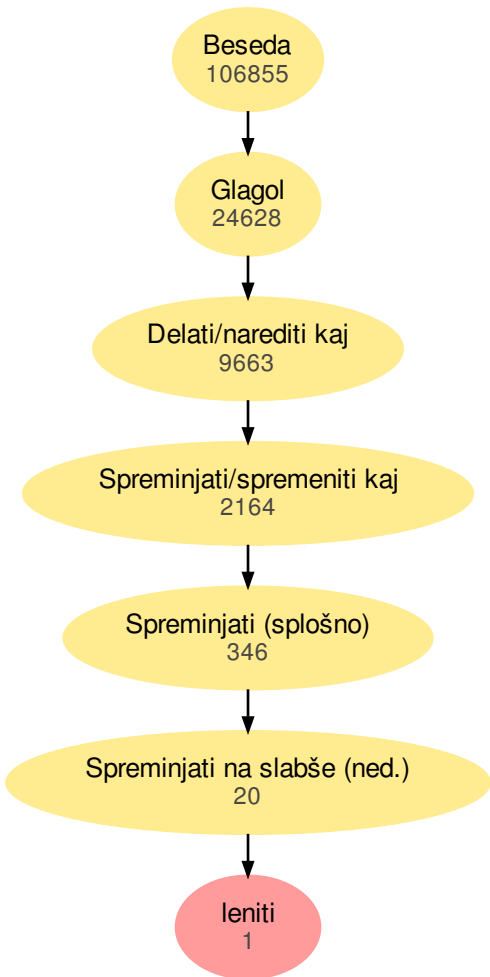 Beseda
106855
Glagol
24628
Delati/narediti kaj
9663
Spreminjati/spremeniti kaj
2164
Spreminjati (splošno)
346
Spreminjati na slabše (ned.)
20
leniti
1